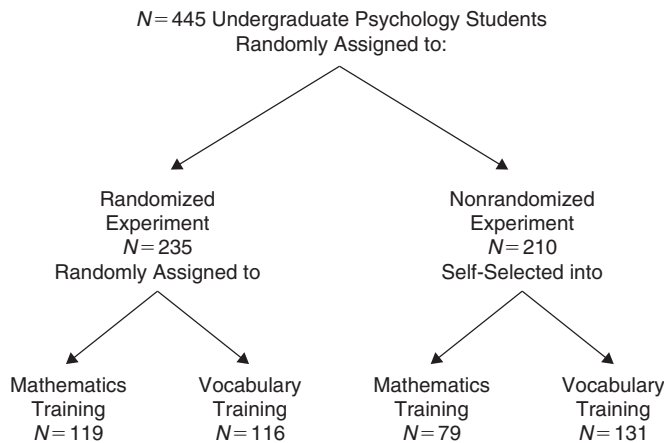 N=445 Undergraduate Psychology Students
Randomly Assigned to:
Randomized
Experiment
N=235
Randomly Assigned to
Nonrandomized
Experiment
N=210
Self-Selected into
Mathematics
Training
N=119
Vocabulary
Training
N=116
Mathematics
Training
N=79
Vocabulary
Training
N=131